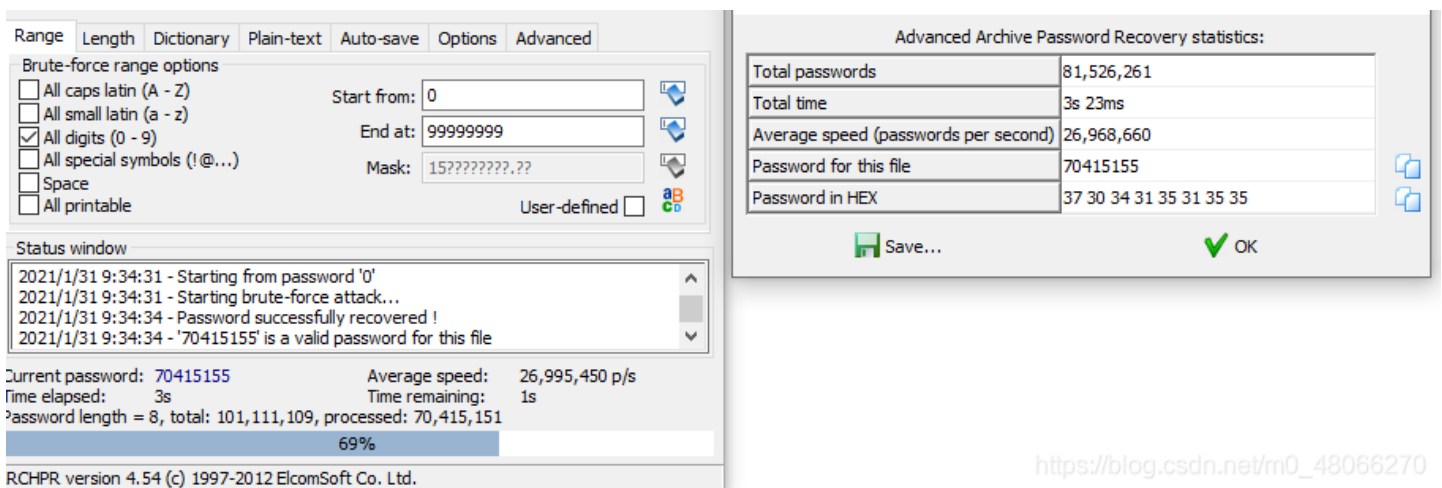 Range Length Dictionary Plain-text Auto-save Options Advanced
Brute-force range options
All caps latin (A - Z)
All small latin (a - z)
All digits (0 - 9)
All special symbols (!@...)
Space
All printable
Start from: 0
End at: 99999999
Mask: 15????????.??
User-defined
Status window
2021/1/31 9:34:31 - Starting from password '0'
2021/1/31 9:34:31 - Starting brute-force attack...
2021/1/31 9:34:34 - Password successfully recovered !
2021/1/31 9:34:34 - '70415155' is a valid password for this file
Current password: 70415155 Average speed: 26,995,450 p/s
Time elapsed: 3s Time remaining: 1s
Password length = 8, total: 101,111,109, processed: 70,415,151
69%
RCHPR version 4.54 (c) 1997-2012 ElcomSoft Co. Ltd.
Advanced Archive Password Recovery statistics:
Total passwords 81,526,261
Total time 3s 23ms
Average speed (passwords per second) 26,968,660
Password for this file 70415155
Password in HEX 37 30 34 31 35 31 35 35
Save... OK
https://blog.csdn.net/m0_48066270